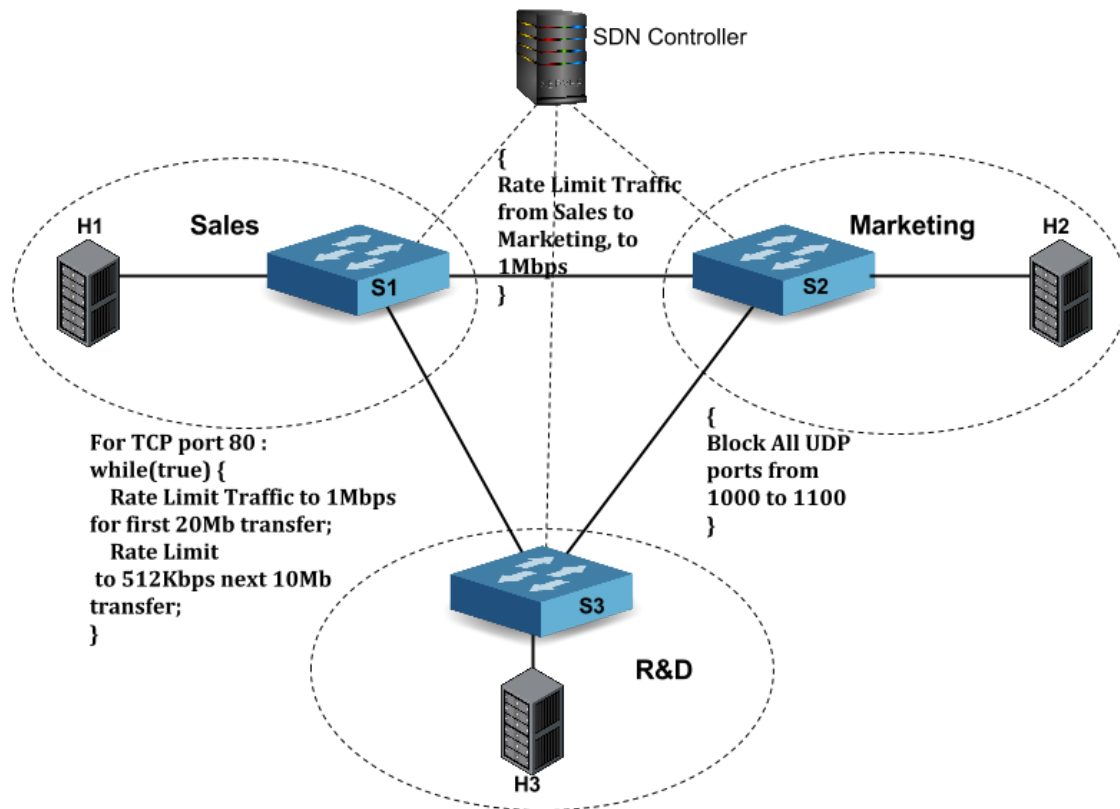 SDN Controller
{
Rate Limit Traffic
from Sales to
Marketing, to
1Mbps
}
Sales
H1
S1
Marketing
H2
S2
For TCP port 80 :
while(true) {
Rate Limit Traffic to 1Mbps
for first 20Mb transfer;
Rate Limit
to 512Kbps next 10Mb
transfer;
}
{
Block All UDP
ports from
1000 to 1100
}
S3
R&D
H3